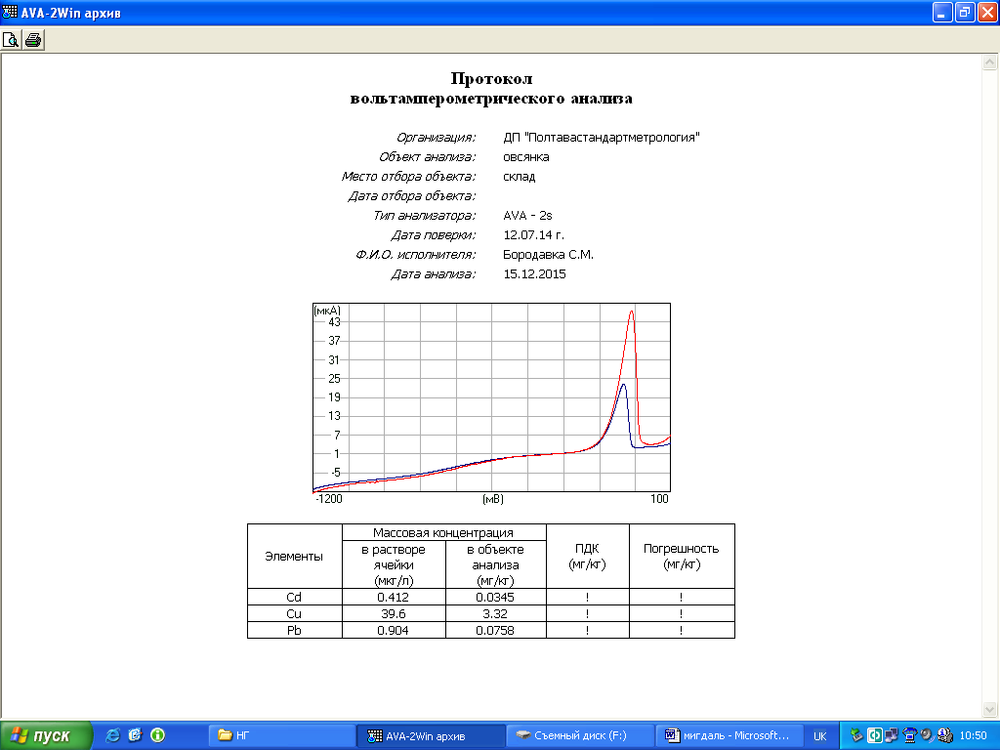 AVA-2Win архив
Протокол
вольтамперометрического анализа
Организация: ДП "Полтавастандартметрология"
Объект анализа: овсянка
Место отбора объекта: склад
Дата отбора объекта:
Тип анализатора: AVA - 2s
Дата поверки: 12.07.14 г.
Ф.И.О. исполнителя: Бородавка С.М.
Дата анализа: 15.12.2015
(мкА)
43
37
31
25
19
13
7
1
-5
-1200 (мВ) 100
Элементы
Массовая концентрация
в растворе
ячейки
(мкг/л)
в объекте
анализа
(мг/кг)
ПДК
(мг/кг)
Погрешность
(мг/кг)
Cd 0.412 0.0345 ! !
Cu 39.6 3.32 ! !
Pb 0.904 0.0758 ! !
пуск НГ AVA-2Win архив Съемный диск (F:) мигдаль - Microsoft... UK 10:50